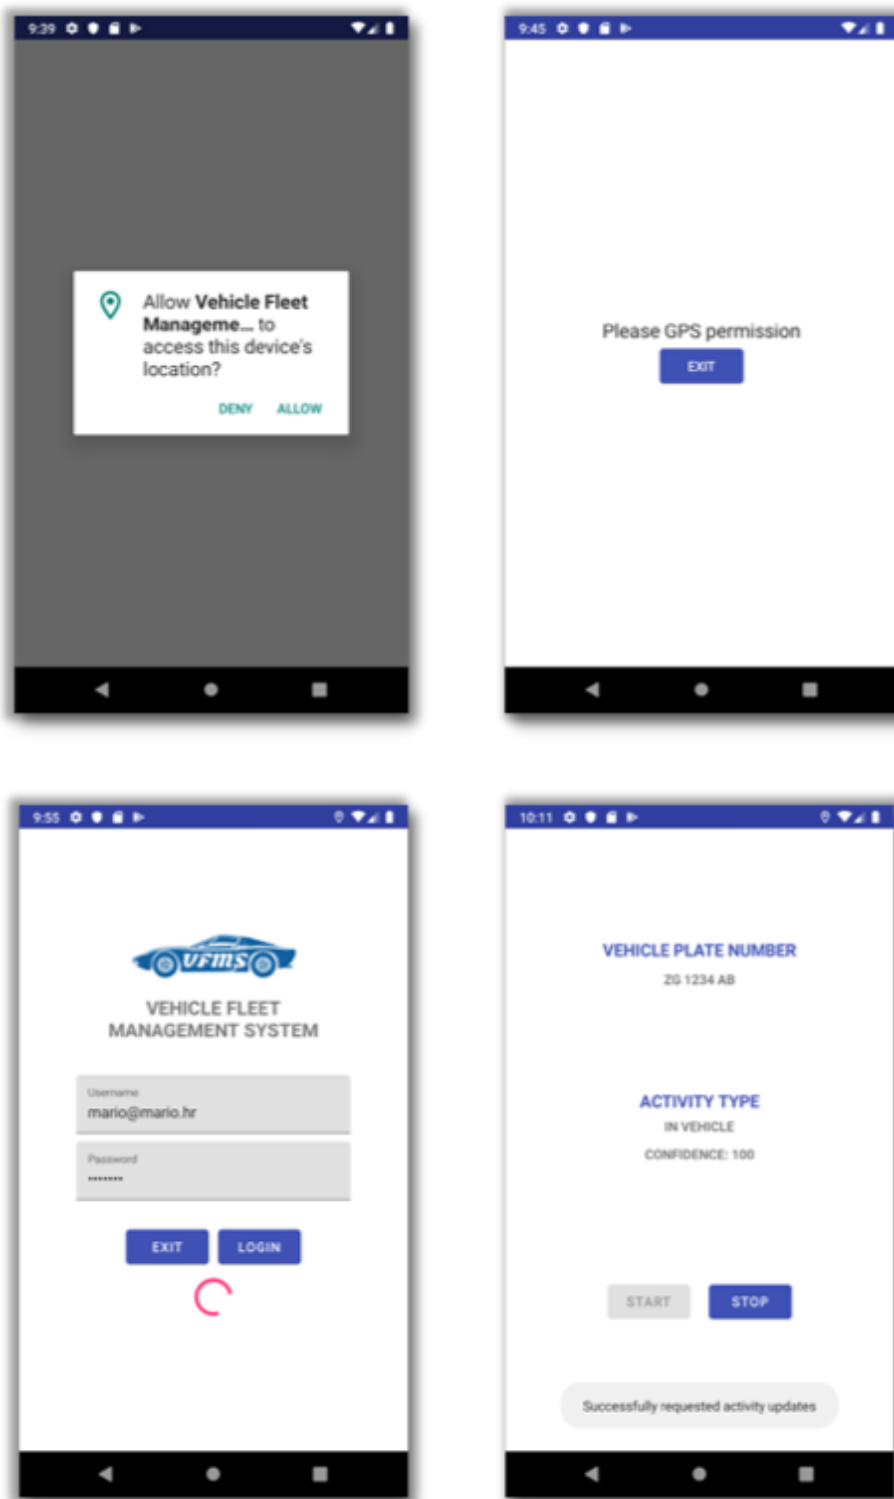 9:39
Allow Vehicle Fleet
Manageme... to
access this device's
location?
DENY ALLOW
9:45
Please GPS permission
EXIT
9:55
VFMS
VEHICLE FLEET
MANAGEMENT SYSTEM
Username
mario@mario.hr
Password
•••••••
EXIT LOGIN
10:11
VEHICLE PLATE NUMBER
ZG 1234 AB
ACTIVITY TYPE
IN VEHICLE
CONFIDENCE: 100
START STOP
Successfully requested activity updates